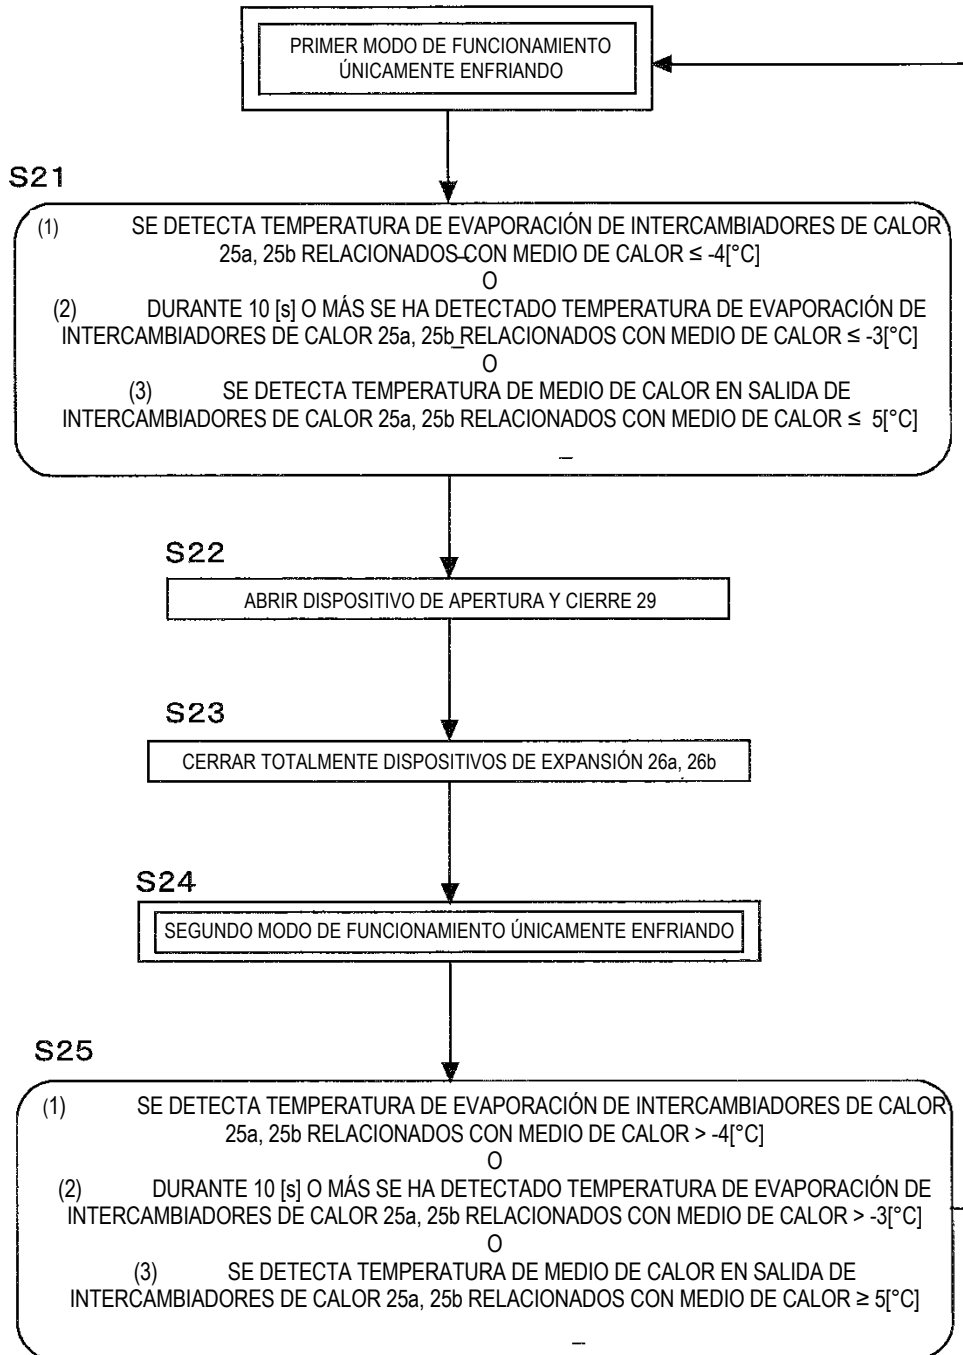 PRIMER MODO DE FUNCIONAMIENTO
ÚNICAMENTE ENFRIANDO
S21
(1) SE DETECTA TEMPERATURA DE EVAPORACIÓN DE INTERCAMBIADORES DE CALOR
25a, 25b RELACIONADOS CON MEDIO DE CALOR ≤ -4[°C]
O
(2) DURANTE 10 [s] O MÁS SE HA DETECTADO TEMPERATURA DE EVAPORACIÓN DE
INTERCAMBIADORES DE CALOR 25a, 25b RELACIONADOS CON MEDIO DE CALOR ≤ -3[°C]
O
(3) SE DETECTA TEMPERATURA DE MEDIO DE CALOR EN SALIDA DE
INTERCAMBIADORES DE CALOR 25a, 25b RELACIONADOS CON MEDIO DE CALOR ≤ 5[°C]
S22
ABRIR DISPOSITIVO DE APERTURA Y CIERRE 29
S23
CERRAR TOTALMENTE DISPOSITIVOS DE EXPANSIÓN 26a, 26b
S24
SEGUNDO MODO DE FUNCIONAMIENTO ÚNICAMENTE ENFRIANDO
S25
(1) SE DETECTA TEMPERATURA DE EVAPORACIÓN DE INTERCAMBIADORES DE CALOR
25a, 25b RELACIONADOS CON MEDIO DE CALOR > -4[°C]
O
(2) DURANTE 10 [s] O MÁS SE HA DETECTADO TEMPERATURA DE EVAPORACIÓN DE
INTERCAMBIADORES DE CALOR 25a, 25b RELACIONADOS CON MEDIO DE CALOR > -3[°C]
O
(3) SE DETECTA TEMPERATURA DE MEDIO DE CALOR EN SALIDA DE
INTERCAMBIADORES DE CALOR 25a, 25b RELACIONADOS CON MEDIO DE CALOR ≥ 5[°C]